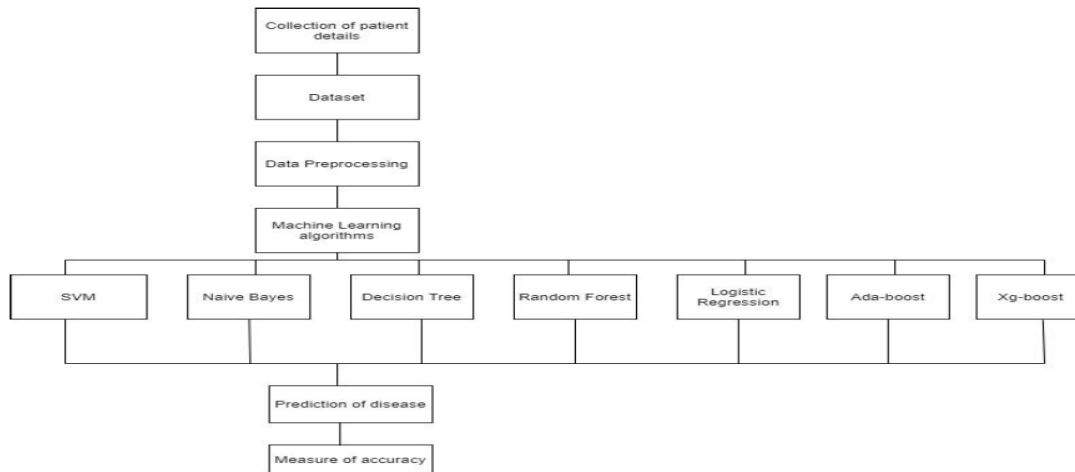 Collection of patient
details
Dataset
Data Preprocessing
Machine Learning
algorithms
SVM
Naive Bayes
Decision Tree
Random Forest
Logistic
Regression
Ada-boost
Xg-boost
Prediction of disease
Measure of accuracy